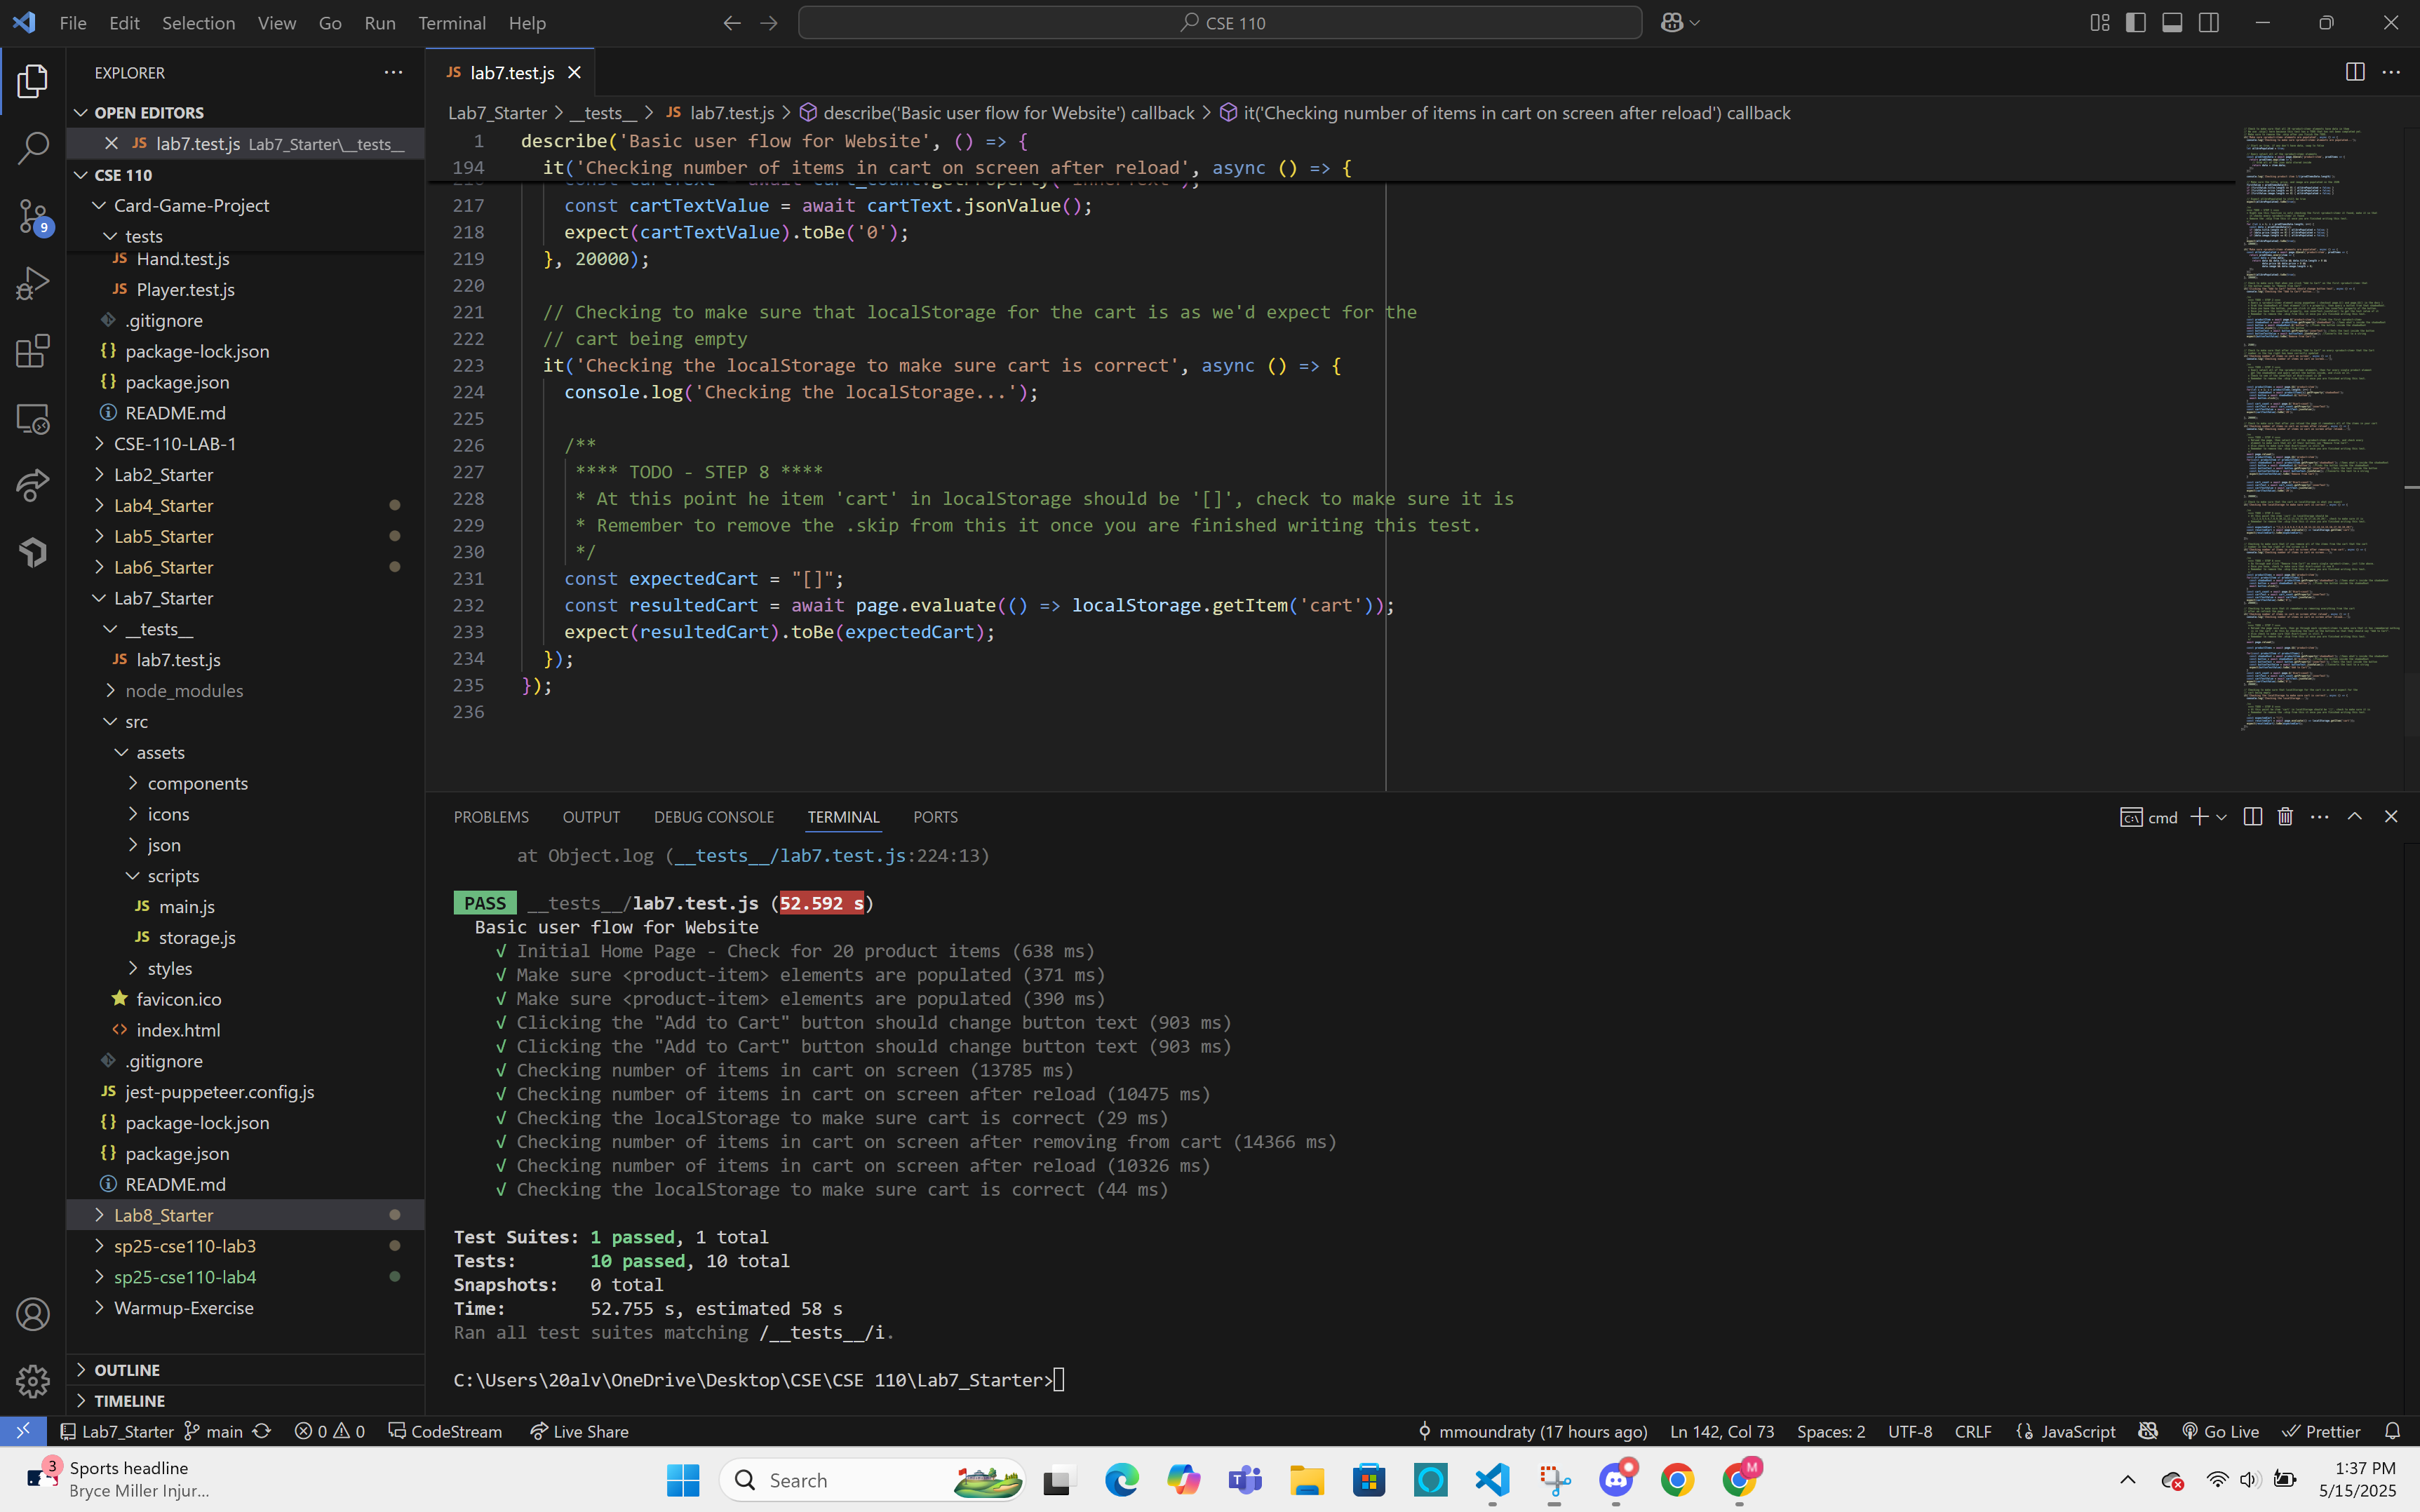 File Edit Selection View Go Run Terminal Help
CSE 110
EXPLORER
OPEN EDITORS
JS lab7.test.js Lab7_Starter\__tests__
CSE 110
Card-Game-Project
tests
JS Hand.test.js
JS Player.test.js
.gitignore
{} package-lock.json
{} package.json
README.md
CSE-110-LAB-1
Lab2_Starter
Lab4_Starter
Lab5_Starter
Lab6_Starter
Lab7_Starter
__tests__
JS lab7.test.js
node_modules
src
assets
components
icons
json
scripts
JS main.js
JS storage.js
styles
favicon.ico
<> index.html
.gitignore
JS jest-puppeteer.config.js
{} package-lock.json
{} package.json
README.md
Lab8_Starter
sp25-cse110-lab3
sp25-cse110-lab4
Warmup-Exercise
OUTLINE
TIMELINE
9
JS lab7.test.js
Lab7_Starter > __tests__ > JS lab7.test.js > describe('Basic user flow for Website') callback > it('Checking number of items in cart on screen after reload') callback
1 describe('Basic user flow for Website', () => {
194 it('Checking number of items in cart on screen after reload', async () => {
217 const cartTextValue = await cartText.jsonValue();
218 expect(cartTextValue).toBe('0');
219 }, 20000);
220
221 // Checking to make sure that localStorage for the cart is as we'd expect for the
222 // cart being empty
223 it('Checking the localStorage to make sure cart is correct', async () => {
224 console.log('Checking the localStorage...');
225
226 /**
227 **** TODO - STEP 8 ****
228 * At this point he item 'cart' in localStorage should be '[]', check to make sure it is
229 * Remember to remove the .skip from this it once you are finished writing this test.
230 */
231 const expectedCart = "[]";
232 const resultedCart = await page.evaluate(() => localStorage.getItem('cart'));
233 expect(resultedCart).toBe(expectedCart);
234 });
235 });
236
PROBLEMS OUTPUT DEBUG CONSOLE TERMINAL PORTS
cmd
at Object.log (__tests__/lab7.test.js:224:13)
PASS __tests__/lab7.test.js (52.592 s)
Basic user flow for Website
√ Initial Home Page - Check for 20 product items (638 ms)
√ Make sure <product-item> elements are populated (371 ms)
√ Make sure <product-item> elements are populated (390 ms)
√ Clicking the "Add to Cart" button should change button text (903 ms)
√ Clicking the "Add to Cart" button should change button text (903 ms)
√ Checking number of items in cart on screen (13785 ms)
√ Checking number of items in cart on screen after reload (10475 ms)
√ Checking the localStorage to make sure cart is correct (29 ms)
√ Checking number of items in cart on screen after removing from cart (14366 ms)
√ Checking number of items in cart on screen after reload (10326 ms)
√ Checking the localStorage to make sure cart is correct (44 ms)
Test Suites: 1 passed, 1 total
Tests: 10 passed, 10 total
Snapshots: 0 total
Time: 52.755 s, estimated 58 s
Ran all test suites matching /__tests__/i.
C:\Users\20alv\OneDrive\Desktop\CSE\CSE 110\Lab7_Starter>
Lab7_Starter main 0 0 CodeStream Live Share mmoundraty (17 hours ago) Ln 142, Col 73 Spaces: 2 UTF-8 CRLF {} JavaScript Go Live Prettier
3
Sports headline
Bryce Miller Injur...
Search
M
1:37 PM
5/15/2025